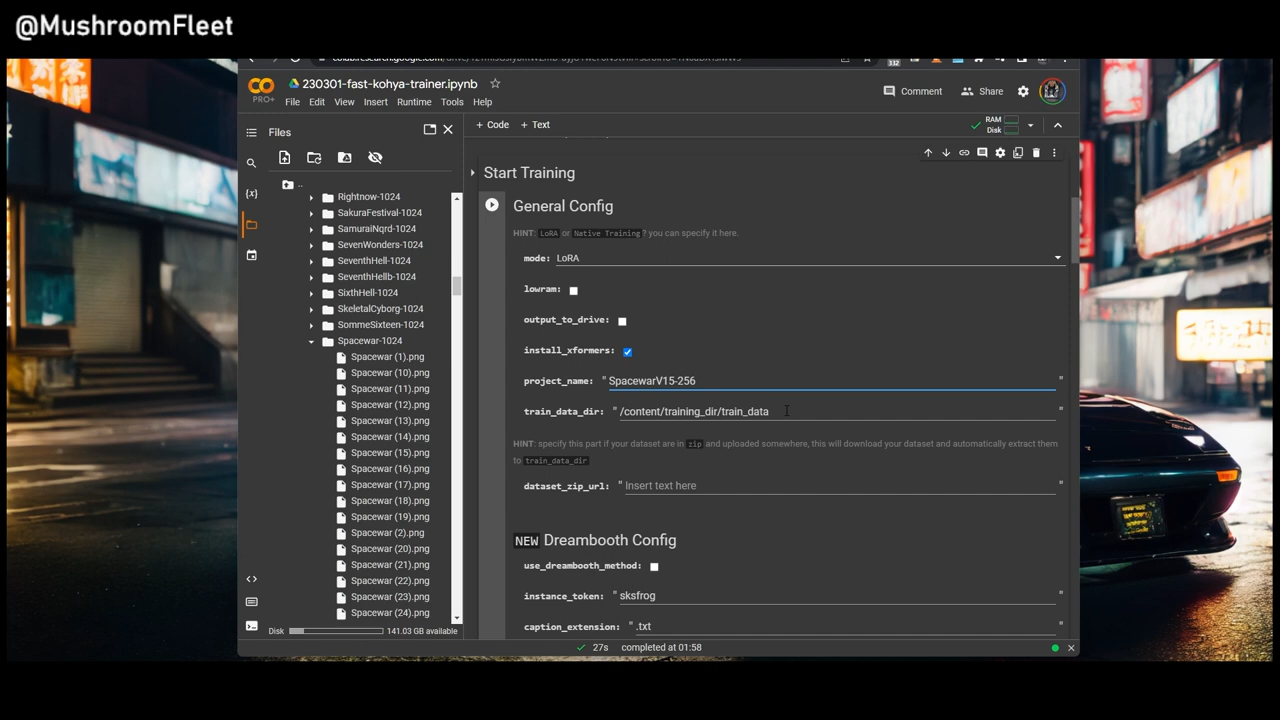 @MushroomFleet
230301-fast-kohya-trainer.ipynb
PRO+
File Edit View Insert Runtime Tools Help
Comment
Share
Files
+ Code + Text
RAM
Disk
..
Rightnow-1024
SakuraFestival-1024
SamuraiNqrd-1024
SevenWonders-1024
SeventhHell-1024
SeventhHellb-1024
SixthHell-1024
SkeletalCyborg-1024
SommeSixteen-1024
Spacewar-1024
Spacewar (1).png
Spacewar (10).png
Spacewar (11).png
Spacewar (12).png
Spacewar (13).png
Spacewar (14).png
Spacewar (15).png
Spacewar (16).png
Spacewar (17).png
Spacewar (18).png
Spacewar (19).png
Spacewar (2).png
Spacewar (20).png
Spacewar (21).png
Spacewar (22).png
Spacewar (23).png
Spacewar (24).png
Disk 141.03 GB available
Start Training
General Config
HINT: LoRA or Native Training? you can specify it here.
mode: LoRA
lowram:
output_to_drive:
install_xformers:
project_name: " SpacewarV15-256 "
train_data_dir: " /content/training_dir/train_data "
HINT: specify this part if your dataset are in zip and uploaded somewhere, this will download your dataset and automatically extract them
to train_data_dir
dataset_zip_url: " Insert text here "
NEW Dreambooth Config
use_dreambooth_method:
instance_token: " sksfrog "
caption_extension: " .txt "
27s completed at 01:58